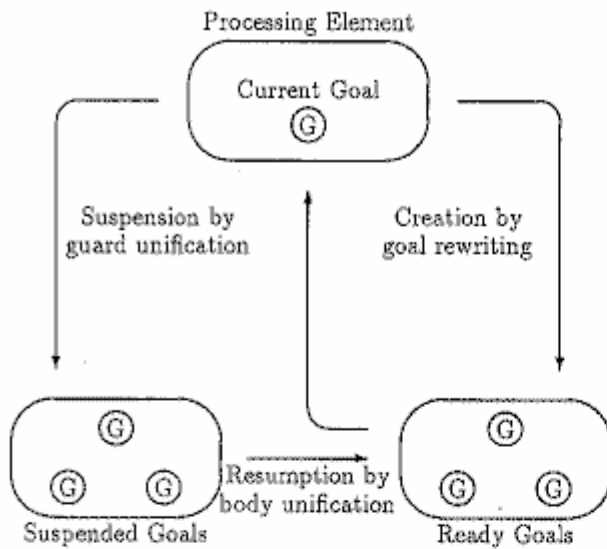 Processing Element
Current Goal
G
Suspension by
guard unification
Creation by
goal rewriting
G
G G
Suspended Goals
Resumption by
body unification
G
G G
Ready Goals